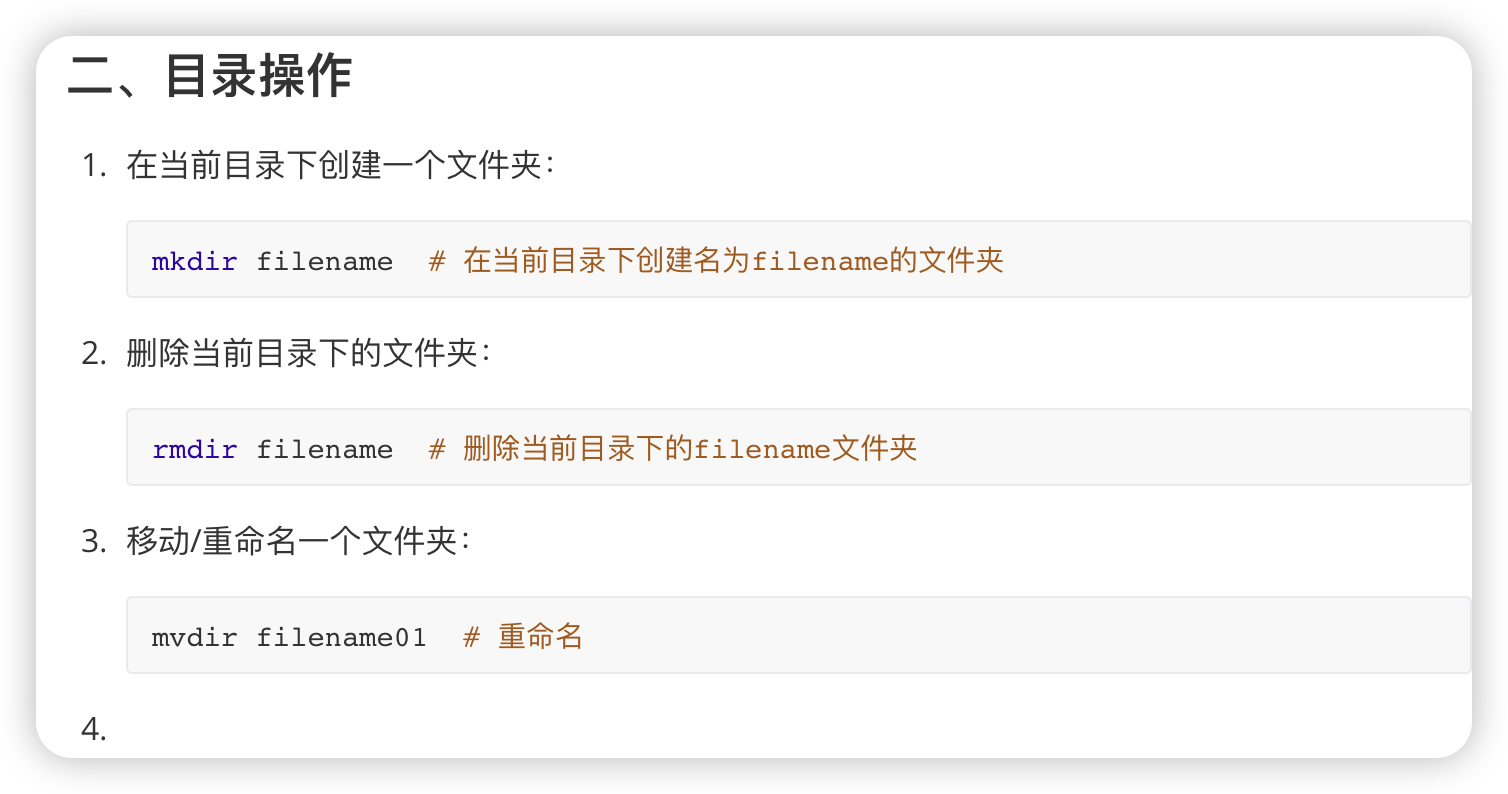 二、目录操作
1. 在当前目录下创建一个文件夹：
mkdir filename  # 在当前目录下创建名为filename的文件夹
2. 删除当前目录下的文件夹：
rmdir filename  # 删除当前目录下的filename文件夹
3. 移动/重命名一个文件夹：
mvdir filename01  # 重命名
4.